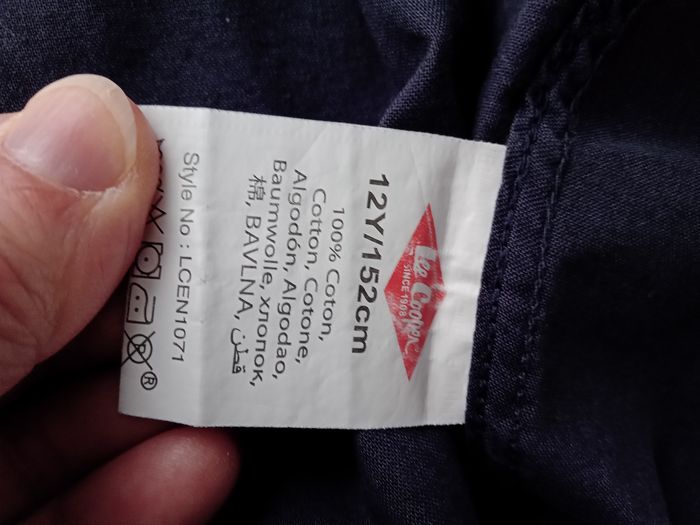 Lee Cooper
SINCE 1908
12Y/152cm
100% Coton,
Cotton, Cotone,
Algodón, Algodao,
Baumwolle, хлопок,
棉, BAVLNA, قطن
Style No : LCEN1071
®